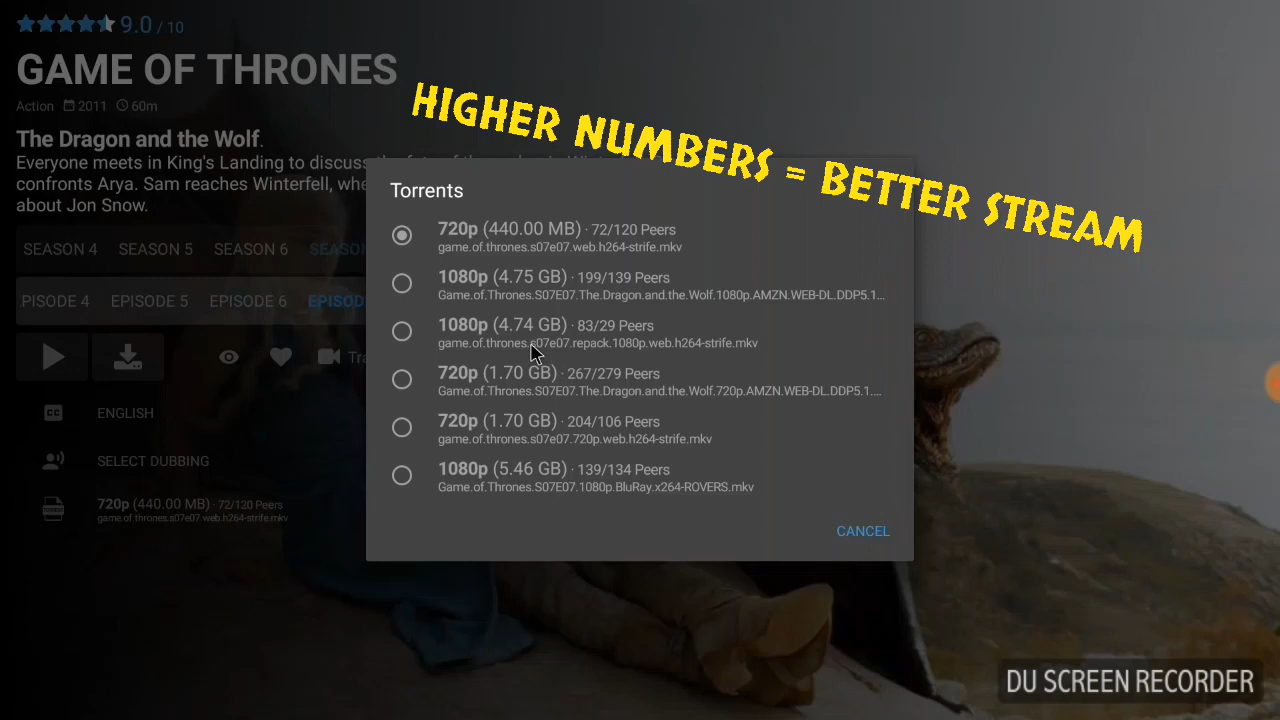 9.0 / 10
GAME OF THRONES
Action 2011 60m
HIGHER NUMBERS = BETTER STREAM
The Dragon and the Wolf.
Everyone meets in King's Landing to discuss
confronts Arya. Sam reaches Winterfell,
about Jon Snow.
SEASON 4 SEASON 5 SEASON 6
PISODE 4 EPISODE 5 EPISODE 6
CC ENGLISH
SELECT DUBBING
720p (440.00 MB) · 72/120 Peers
game.of.thrones.s07e07.web.h264-strife.mkv
Torrents
720p (440.00 MB) · 72/120 Peers
game.of.thrones.s07e07.web.h264-strife.mkv
1080p (4.75 GB) · 199/139 Peers
Game.of.Thrones.S07E07.The.Dragon.and.the.Wolf.1080p.AMZN.WEB-DL.DDP5.1...
1080p (4.74 GB) · 83/29 Peers
game.of.thrones.s07e07.repack.1080p.web.h264-strife.mkv
720p (1.70 GB) · 267/279 Peers
Game.of.Thrones.S07E07.The.Dragon.and.the.Wolf.720p.AMZN.WEB-DL.DDP5.1....
720p (1.70 GB) · 204/106 Peers
game.of.thrones.s07e07.720p.web.h264-strife.mkv
1080p (5.46 GB) · 139/134 Peers
Game.of.Thrones.S07E07.1080p.BluRay.x264-ROVERS.mkv
CANCEL
DU SCREEN RECORDER